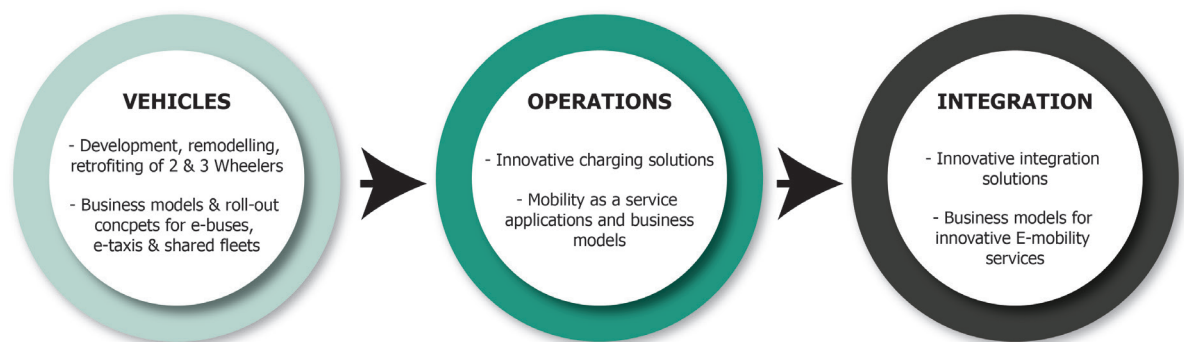 VEHICLES
- Development, remodelling,
retrofiting of 2 & 3 Wheelers
- Business models & roll-out
concpets for e-buses,
e-taxis & shared fleets
OPERATIONS
- Innovative charging solutions
- Mobility as a service
applications and business
models
INTEGRATION
- Innovative integration
solutions
- Business models for
innovative E-mobility
services